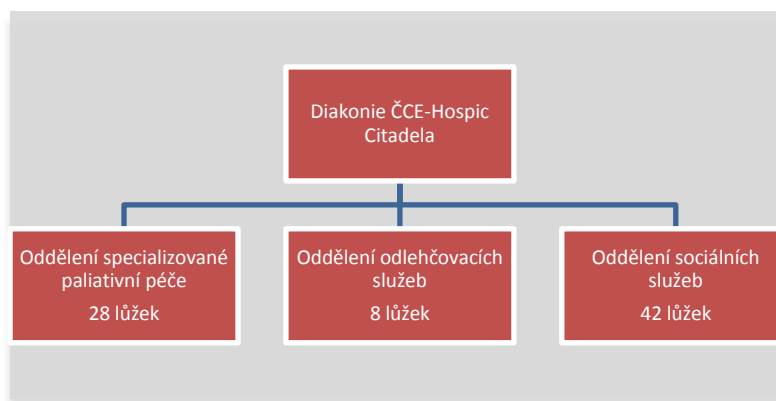 Diakonie ČCE-Hospic
Citadela
Oddělení specializované
paliativní péče
28 lůžek
Oddělení odlehčovacích
služeb
8 lůžek
Oddělení sociálních
služeb
42 lůžek